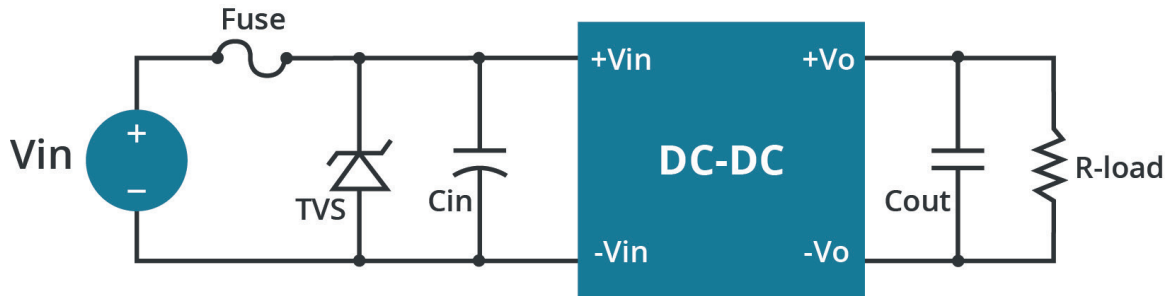 Fuse
+Vin
+Vo
+
Vin
DC-DC
R-load
−
TVS
Cin
Cout
-Vin
-Vo